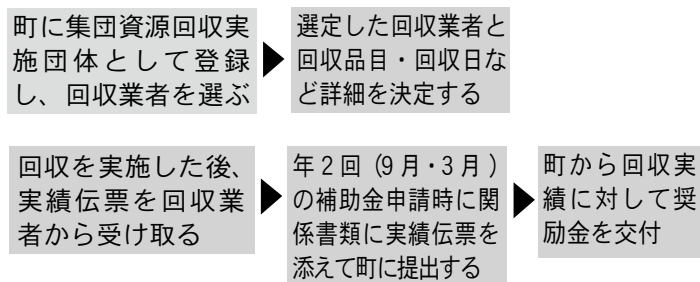 町に集団資源回収実
施団体として登録
し、回収業者を選ぶ
選定した回収業者と
回収品目・回収日な
ど詳細を決定する
回収を実施した後、
実績伝票を回収業
者から受け取る
年2回（9月・3月）
の補助金申請時に関
係書類に実績伝票を
添えて町に提出する
町から回収実
績に対して奨
励金を交付